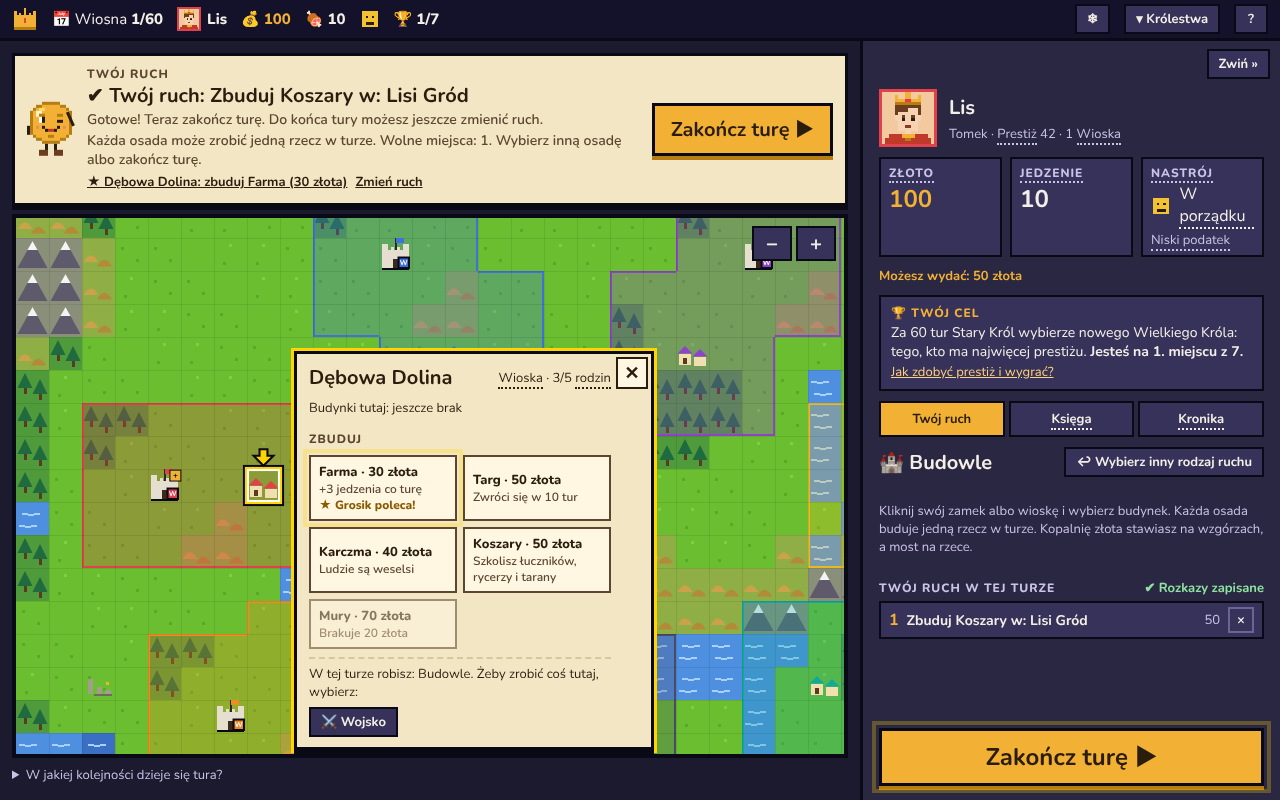 Wiosna 1/60
Lis
100
10
1/7
▾ Królestwa
?
TWÓJ RUCH
✔ Twój ruch: Zbuduj Koszary w: Lisi Gród
Gotowe! Teraz zakończ turę. Do końca tury możesz jeszcze zmienić ruch.
Każda osada może zrobić jedną rzecz w turze. Wolne miejsca: 1. Wybierz inną osadę
albo zakończ turę.
★ Dębowa Dolina: zbuduj Farma (30 złota) Zmień ruch
Zakończ turę ▶
W
W
W
W
− +
Dębowa Dolina
Wioska · 3/5 rodzin
✕
Budynki tutaj: jeszcze brak
ZBUDUJ
Farma · 30 złota
+3 jedzenia co turę
★ Grosik poleca!
Targ · 50 złota
Zwróci się w 10 tur
Karczma · 40 złota
Ludzie są weselsi
Koszary · 50 złota
Szkolisz łuczników,
rycerzy i tarany
Mury · 70 złota
Brakuje 20 złota
W tej turze robisz: Budowle. Żeby zrobić coś tutaj,
wybierz:
⚔️ Wojsko
▶ W jakiej kolejności dzieje się tura?
Zwiń »
Lis
Tomek · Prestiż 42 · 1 Wioska
ZŁOTO
100
JEDZENIE
10
NASTRÓJ
W
porządku
Niski podatek
Możesz wydać: 50 złota
🏆 TWÓJ CEL
Za 60 tur Stary Król wybierze nowego Wielkiego Króla:
tego, kto ma najwięcej prestiżu. Jesteś na 1. miejscu z 7.
Jak zdobyć prestiż i wygrać?
Twój ruch
Księga
Kronika
🏰 Budowle
↩ Wybierz inny rodzaj ruchu
Kliknij swój zamek albo wioskę i wybierz budynek. Każda osada
buduje jedną rzecz w turze. Kopalnię złota stawiasz na wzgórzach,
a most na rzece.
TWÓJ RUCH W TEJ TURZE
✔ Rozkazy zapisane
1 Zbuduj Koszary w: Lisi Gród 50 ×
Zakończ turę ▶